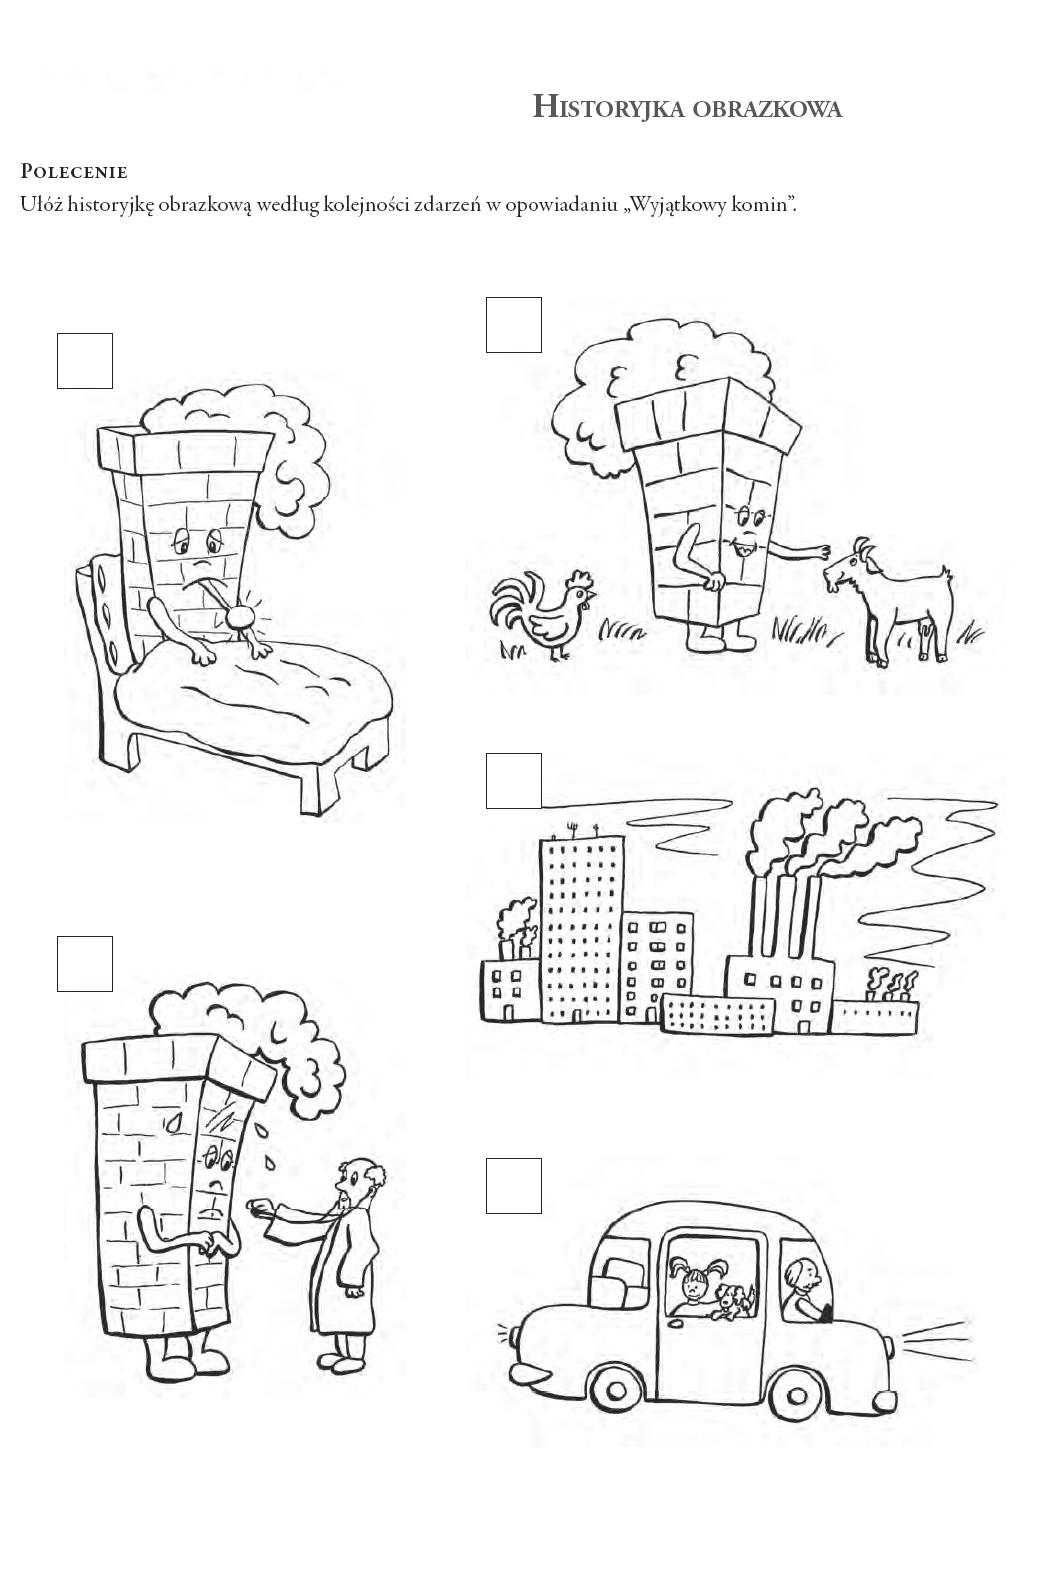 Historyjka obrazkowa
Polecenie
Ułóż historyjkę obrazkową według kolejności zdarzeń w opowiadaniu „Wyjątkowy komin”.